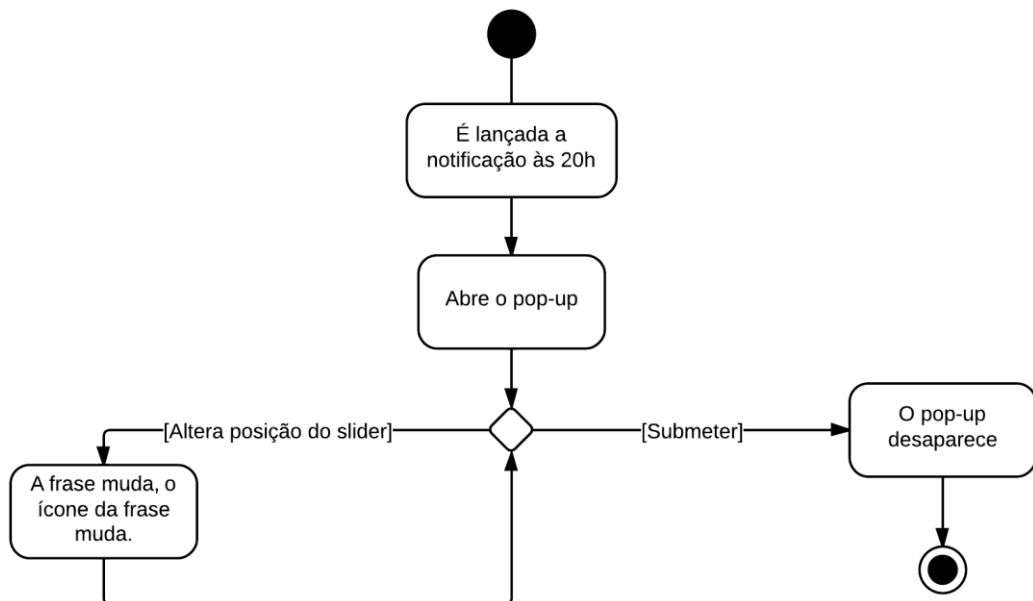 É lançada a
notificação às 20h
Abre o pop-up
[Altera posição do slider]
[Submeter]
O pop-up
desaparece
A frase muda, o
ícone da frase
muda.